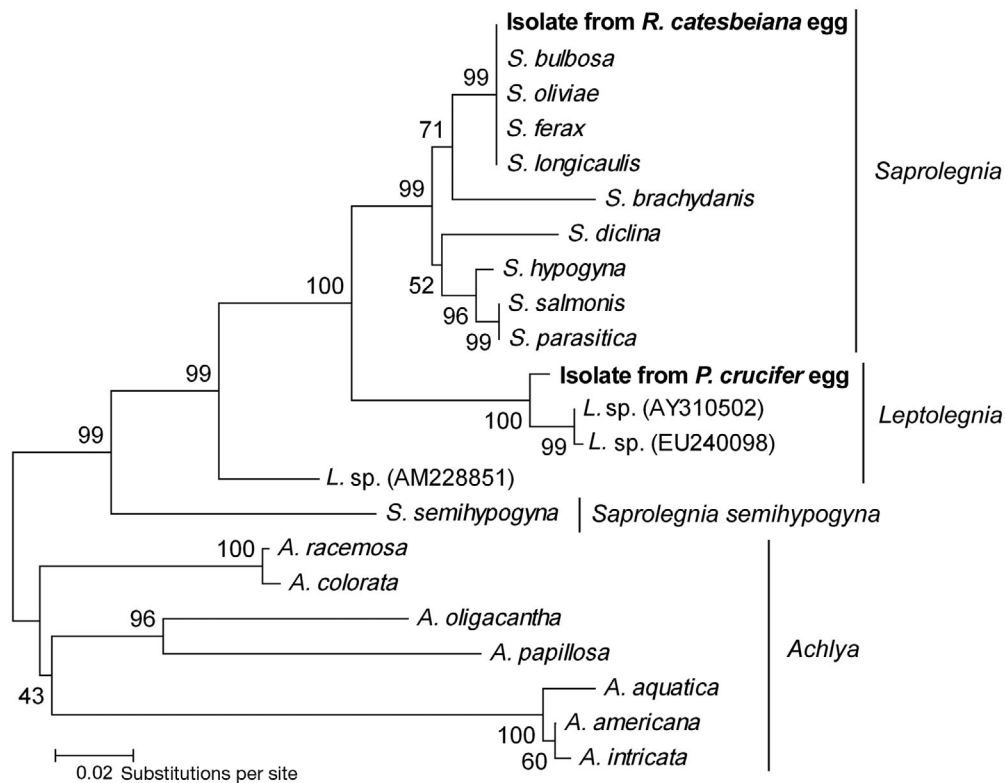 Isolate from R. catesbeiana egg
S. bulbosa
99
S. oliviae
S. ferax
71
S. longicaulis
Saprolegnia
99
S. brachydanis
S. diclina
S. hypogyna
100
52
S. salmonis
96
S. parasitica
99
Isolate from P. crucifer egg
99
L. sp. (AY310502)
Leptolegnia
100
L. sp. (EU240098)
99
99
L. sp. (AM228851)
S. semihypogyna
Saprolegnia semihypogyna
100
A. racemosa
A. colorata
96
A. oligacantha
A. papillosa
Achlya
43
A. aquatica
A. americana
100
A. intricata
60
0.02 Substitutions per site